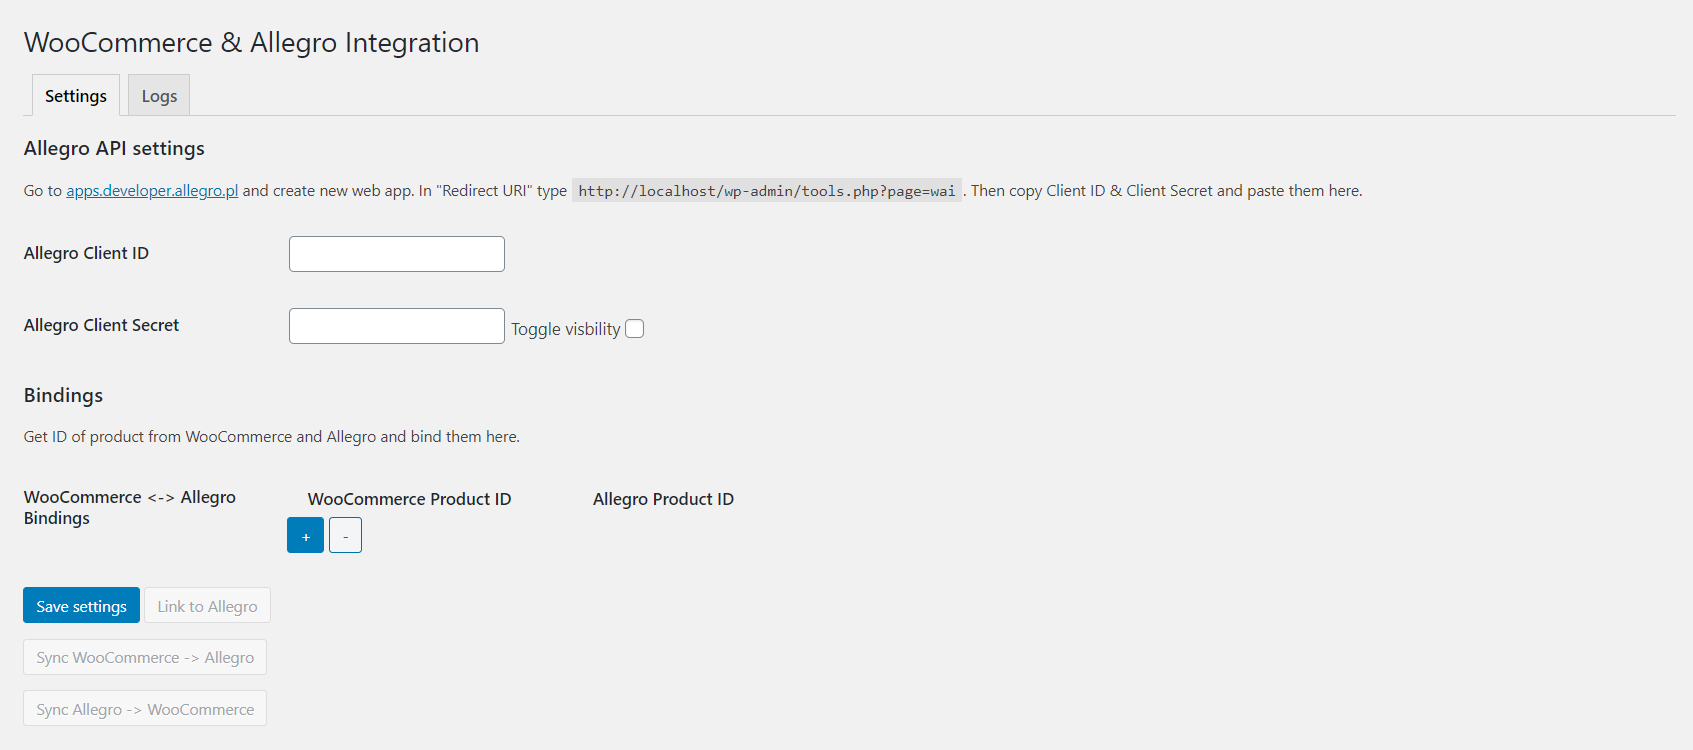 WooCommerce & Allegro Integration
Settings Logs
Allegro API settings
Go to apps.developer.allegro.pl and create new web app. In "Redirect URI" type http://localhost/wp-admin/tools.php?page=wai . Then copy Client ID & Client Secret and paste them here.
Allegro Client ID
Allegro Client Secret Toggle visbility
Bindings
Get ID of product from WooCommerce and Allegro and bind them here.
WooCommerce <-> Allegro
Bindings
WooCommerce Product ID Allegro Product ID
+ -
Save settings Link to Allegro
Sync WooCommerce -> Allegro
Sync Allegro -> WooCommerce